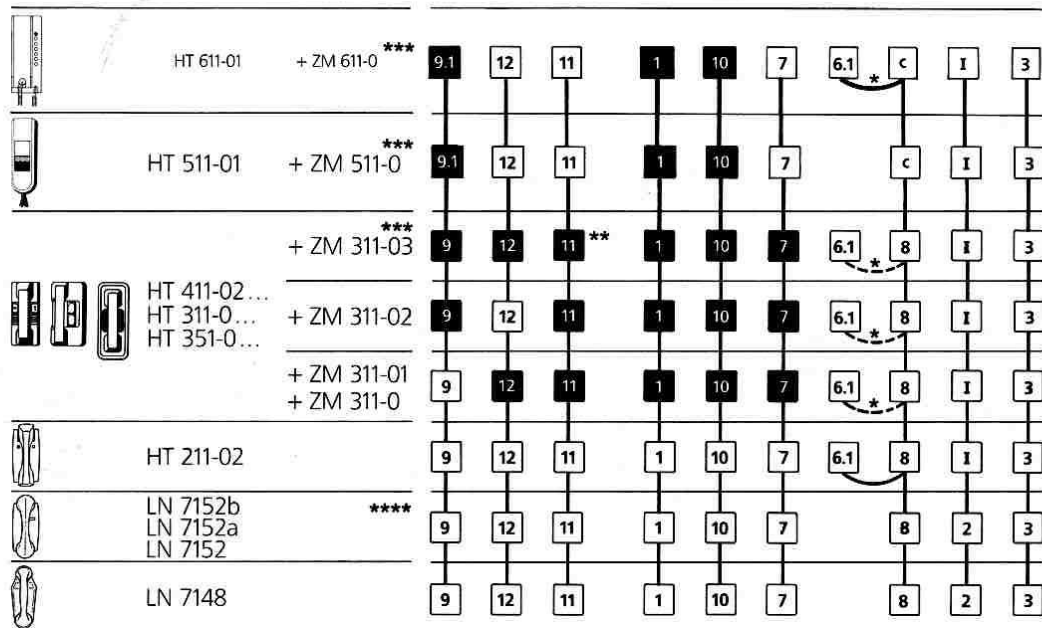 HT 611-01 + ZM 611-0 *** 9.1 12 11 1 10 7 6.1 * c I 3
HT 511-01 + ZM 511-0 *** 9.1 12 11 1 10 7 c I 3
+ ZM 311-03 *** 9 12 11 ** 1 10 7 6.1 * 8 I 3
HT 411-02...
HT 311-0... + ZM 311-02 9 12 11 1 10 7 6.1 * 8 I 3
HT 351-0...
+ ZM 311-01 9 12 11 1 10 7 6.1 * 8 I 3
+ ZM 311-0
HT 211-02 9 12 11 1 10 7 6.1 8 I 3
LN 7152b ****
LN 7152a 9 12 11 1 10 7 8 2 3
LN 7152
LN 7148 9 12 11 1 10 7 8 2 3